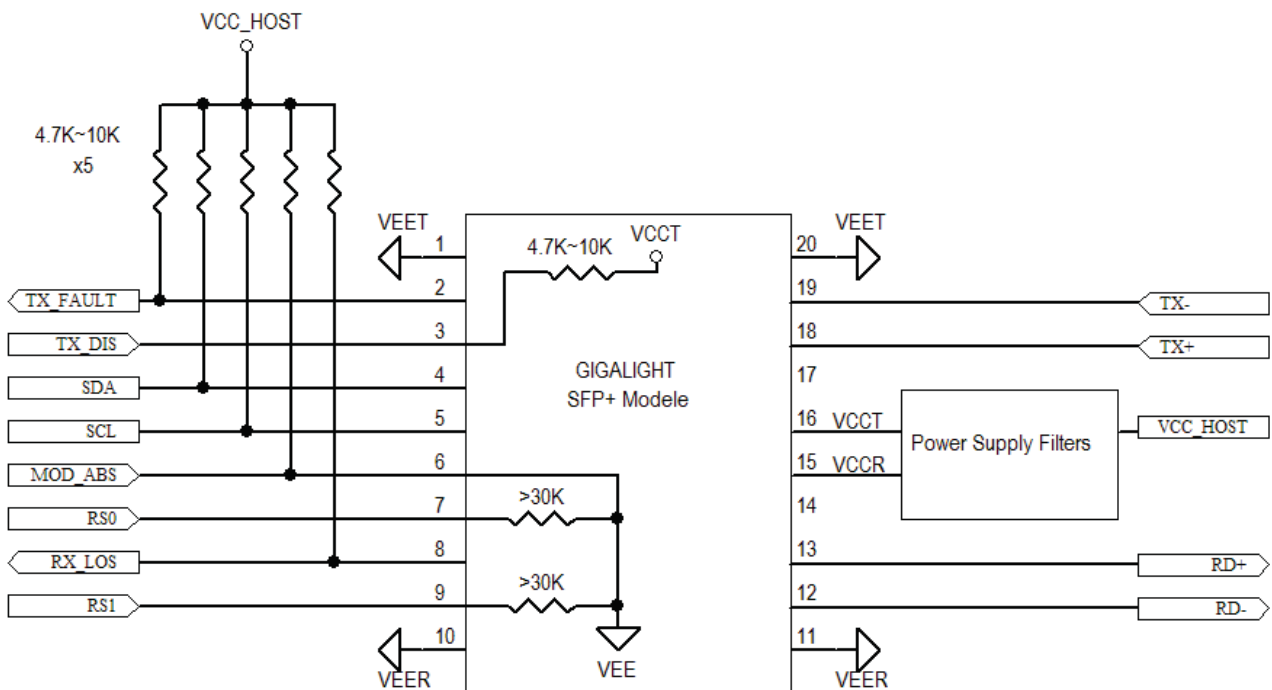 VCC_HOST
4.7K~10K
x5
VEET
1
4.7K~10K
VCCT
20
VEET
TX_FAULT
2
19
TX-
TX_DIS
3
18
TX+
SDA
4
GIGALIGHT
SFP+ Modele
17
SCL
5
16
VCCT
Power Supply Filters
VCC_HOST
MOD_ABS
6
15
VCCR
RS0
7
>30K
14
RX_LOS
8
13
RD+
RS1
9
>30K
12
RD-
10
VEER
VEE
11
VEER